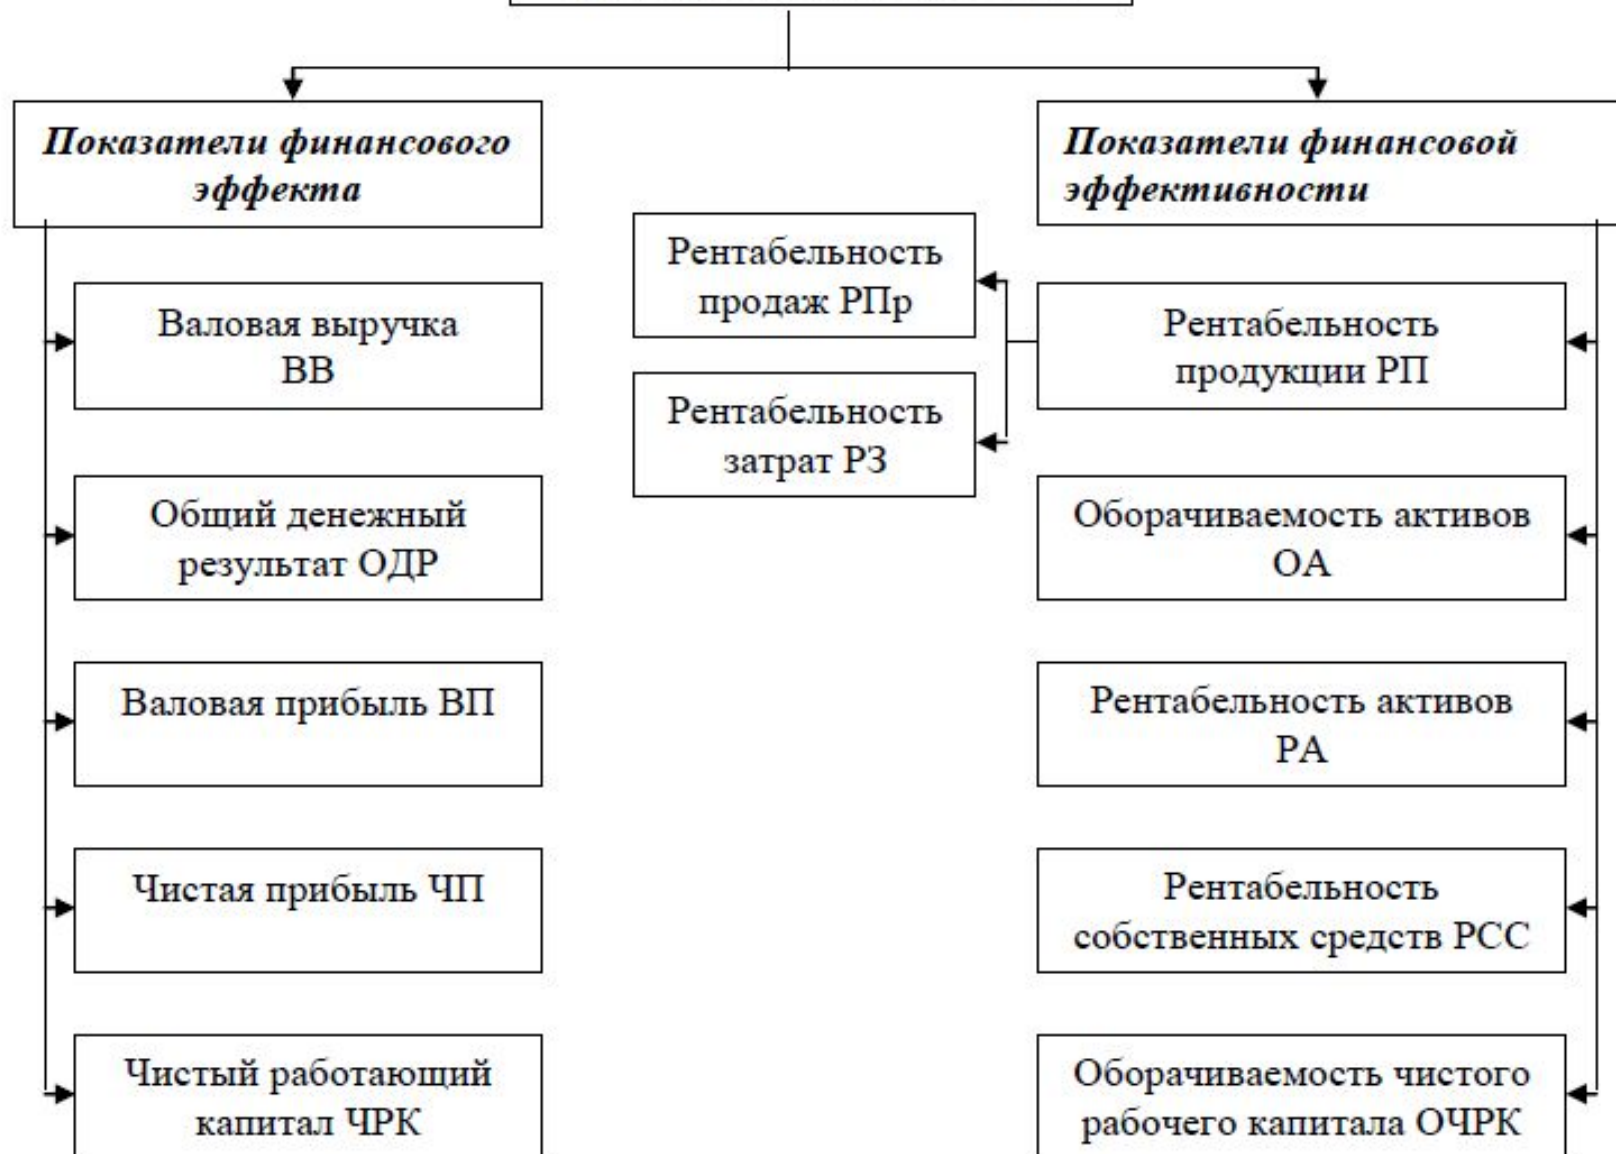 Показатели финансового
эффекта
Показатели финансовой
эффективности
Валовая выручка
ВВ
Рентабельность
продаж РПр
Рентабельность
затрат РЗ
Рентабельность
продукции РП
Общий денежный
результат ОДР
Оборачиваемость активов
ОА
Валовая прибыль ВП
Рентабельность активов
РА
Чистая прибыль ЧП
Рентабельность
собственных средств РСС
Чистый работающий
капитал ЧРК
Оборачиваемость чистого
рабочего капитала ОЧРК